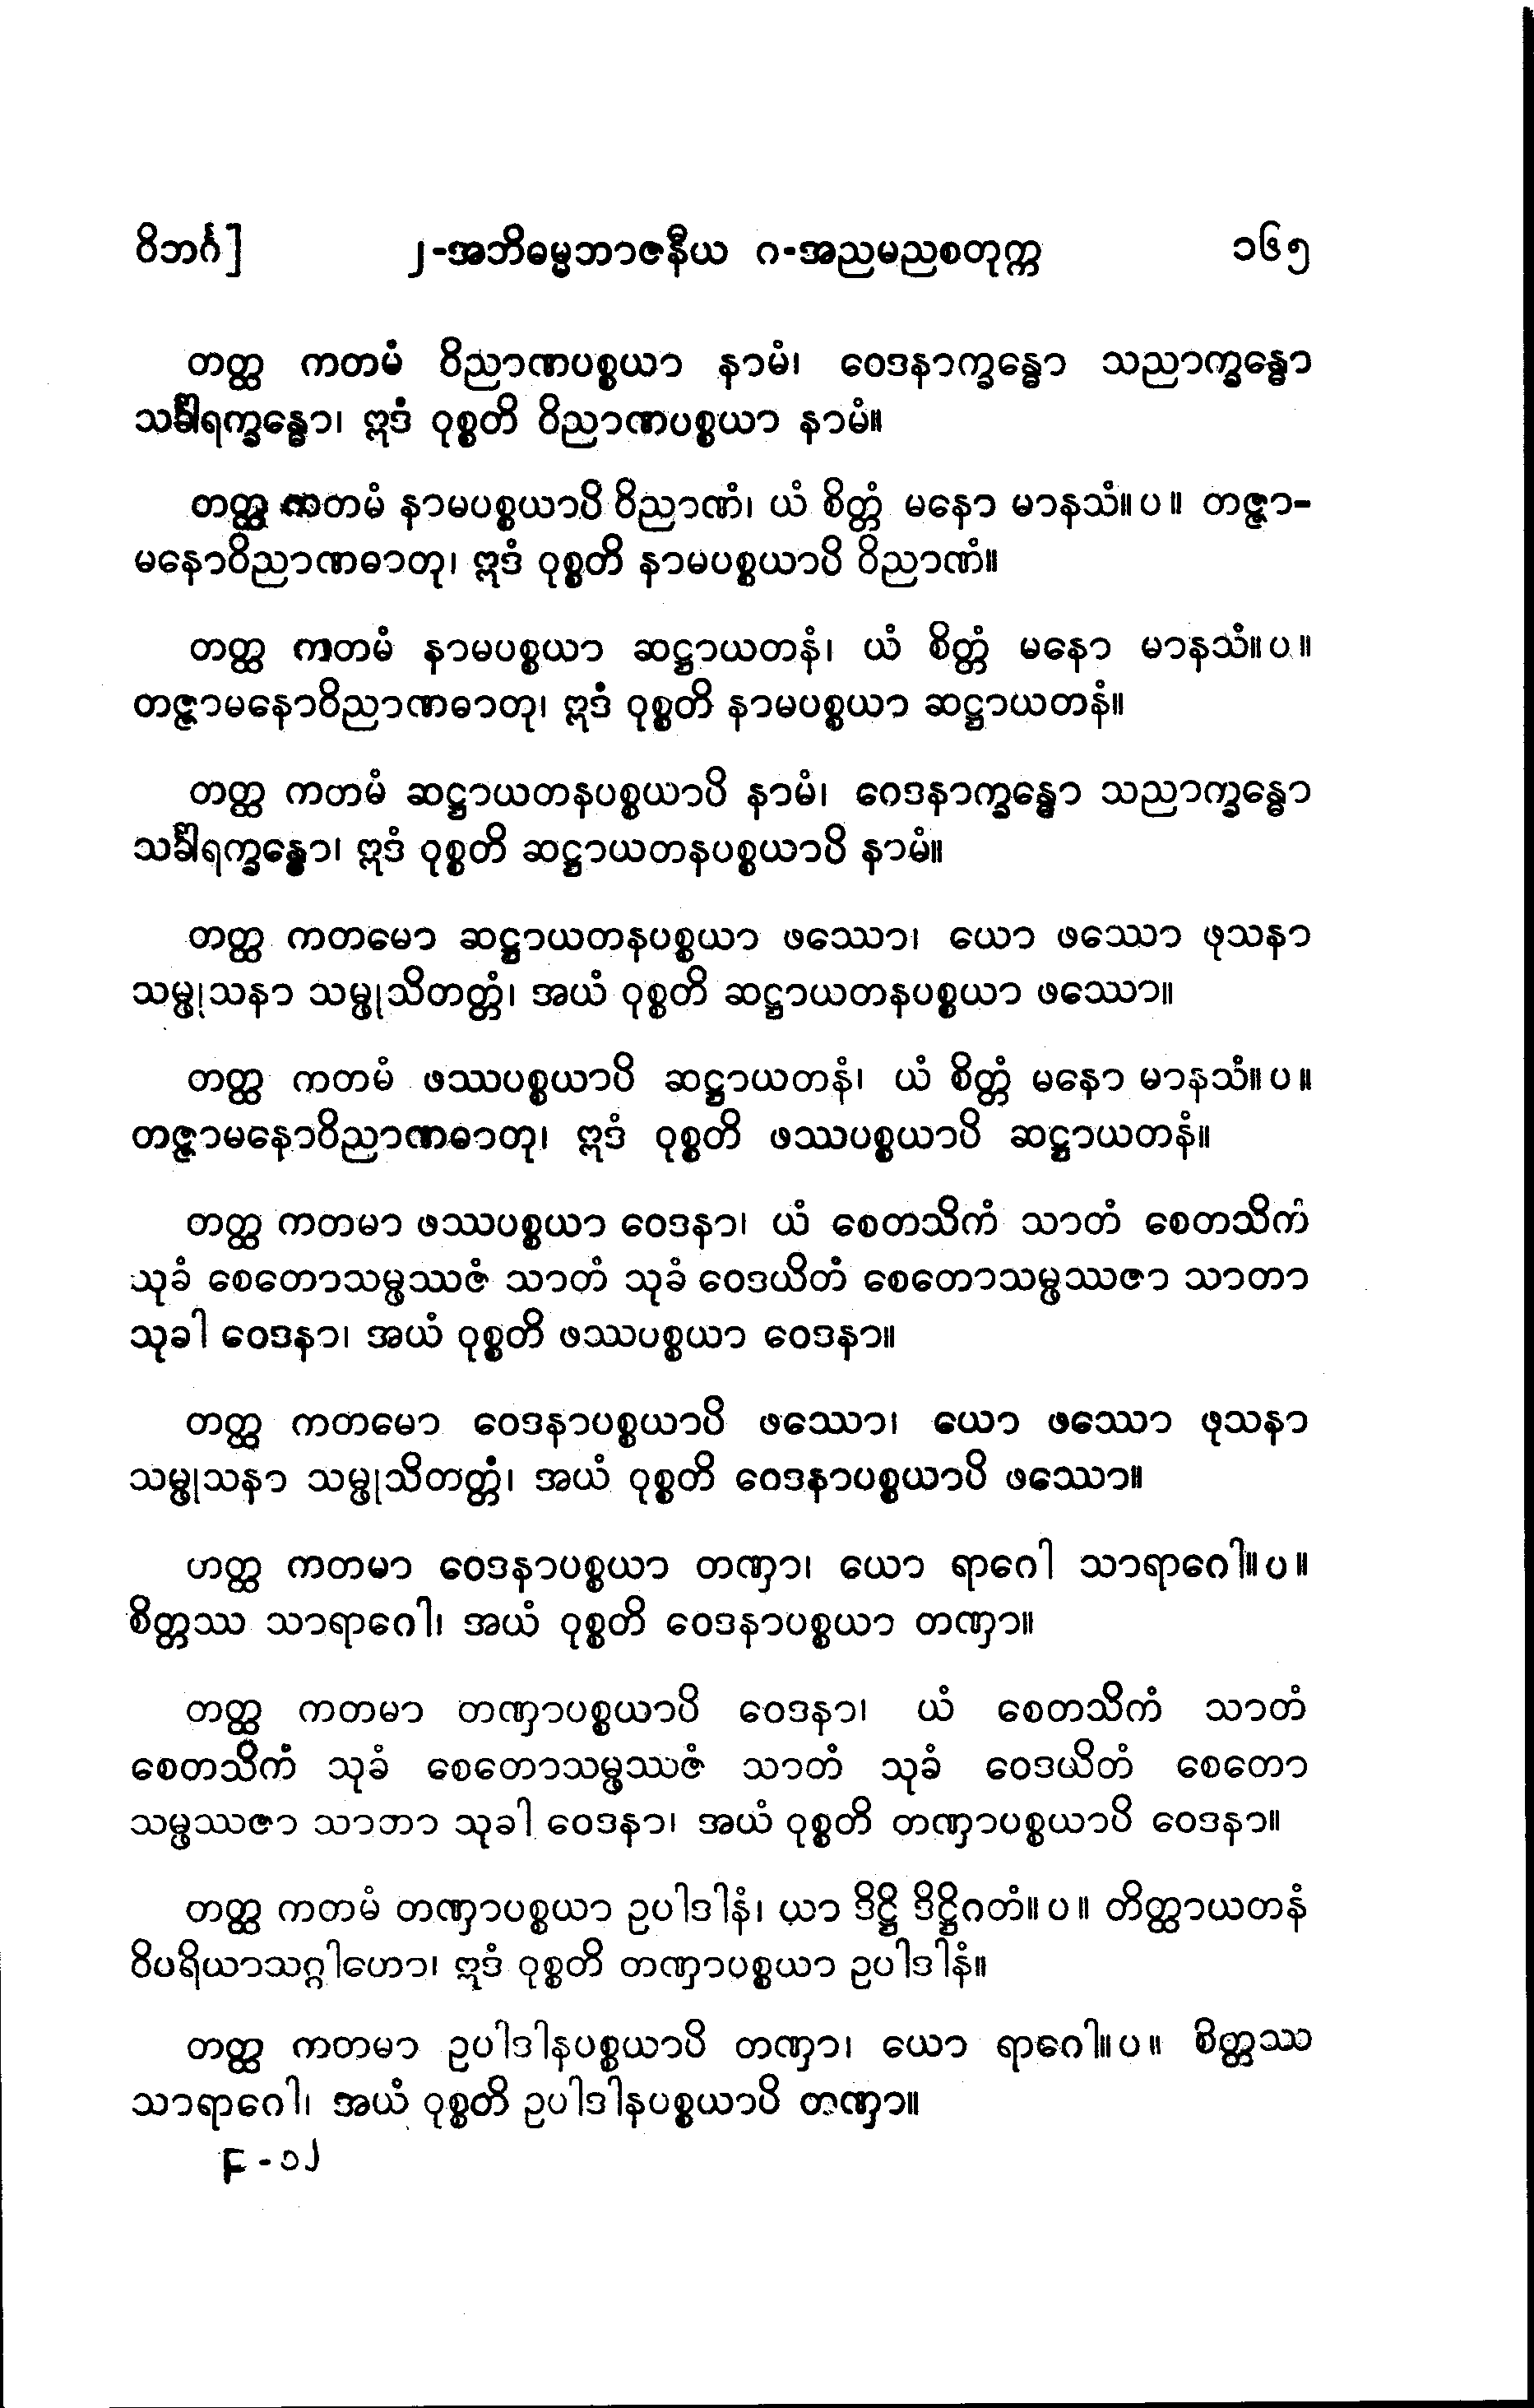 ဝိဘင်္ဂ] ၂-အဘိဓမ္မဘာဇနီယ ဂ-အညမညစတုက္က ၁၆၅
တတ္ထ ကတမံ ဝိညာဏပစ္စယာ နာမံ၊ ဝေဒနာက္ခန္ဓော သညာက္ခန္ဓော
သင်္ခါရက္ခန္ဓော၊ ဣဒံ ဝုစ္စတိ ဝိညာဏပစ္စယာ နာမံ။
တတ္ထ ကတမံ နာမပစ္စယာပိ ဝိညာဏံ၊ ယံ စိတ္တံ မနော မာနသံ။ပ။ တဇ္ဇာ-
မနောဝိညာဏဓာတု၊ ဣဒံ ဝုစ္စတိ နာမပစ္စယာပိ ဝိညာဏံ။
တတ္ထ ကတမံ နာမပစ္စယာ ဆဋ္ဌာယတနံ၊ ယံ စိတ္တံ မနော မာနသံ။ပ။
တဇ္ဇာမနောဝိညာဏဓာတု၊ ဣဒံ ဝုစ္စတိ နာမပစ္စယာ ဆဋ္ဌာယတနံ။
တတ္ထ ကတမံ ဆဋ္ဌာယတနပစ္စယာပိ နာမံ၊ ဝေဒနာက္ခန္ဓော သညာက္ခန္ဓော
သင်္ခါရက္ခန္ဓော၊ ဣဒံ ဝုစ္စတိ ဆဋ္ဌာယတနပစ္စယာပိ နာမံ။
တတ္ထ ကတမော ဆဋ္ဌာယတနပစ္စယာ ဖဿော၊ ယော ဖဿော ဖုသနာ
သမ္ဖုသနာ သမ္ဖုသိတတ္တံ၊ အယံ ဝုစ္စတိ ဆဋ္ဌာယတနပစ္စယာ ဖဿော။
တတ္ထ ကတမံ ဖဿပစ္စယာပိ ဆဋ္ဌာယတနံ၊ ယံ စိတ္တံ မနော မာနသံ။ပ။
တဇ္ဇာမနောဝိညာဏဓာတု၊ ဣဒံ ဝုစ္စတိ ဖဿပစ္စယာပိ ဆဋ္ဌာယတနံ။
တတ္ထ ကတမာ ဖဿပစ္စယာ ဝေဒနာ၊ ယံ စေတသိကံ သာတံ စေတသိကံ
သုခံ စေတောသမ္ဖဿဇံ သာတံ သုခံ ဝေဒယိတံ စေတောသမ္ဖဿဇာ သာတာ
သုခါ ဝေဒနာ၊ အယံ ဝုစ္စတိ ဖဿပစ္စယာ ဝေဒနာ။
တတ္ထ ကတမော ဝေဒနာပစ္စယာပိ ဖဿော၊ ယော ဖဿော ဖုသနာ
သမ္ဖုသနာ သမ္ဖုသိတတ္တံ၊ အယံ ဝုစ္စတိ ဝေဒနာပစ္စယာပိ ဖဿော။
တတ္ထ ကတမာ ဝေဒနာပစ္စယာ တဏှာ၊ ယော ရာဂေါ သာရာဂေါ။ပ။
စိတ္တဿ သာရာဂေါ၊ အယံ ဝုစ္စတိ ဝေဒနာပစ္စယာ တဏှာ။
တတ္ထ ကတမာ တဏှာပစ္စယာပိ ဝေဒနာ၊ ယံ စေတသိကံ သာတံ
စေတသိကံ သုခံ စေတောသမ္ဖဿဇံ သာတံ သုခံ ဝေဒယိတံ စေတော
သမ္ဖဿဇာ သာတာ သုခါ ဝေဒနာ၊ အယံ ဝုစ္စတိ တဏှာပစ္စယာပိ ဝေဒနာ။
တတ္ထ ကတမံ တဏှာပစ္စယာ ဥပါဒါနံ၊ ယာ ဒိဋ္ဌိ ဒိဋ္ဌိဂတံ။ပ။ တိတ္ထာယတနံ
ဝိပရိယာသဂ္ဂါဟော၊ ဣဒံ ဝုစ္စတိ တဏှာပစ္စယာ ဥပါဒါနံ။
တတ္ထ ကတမာ ဥပါဒါနပစ္စယာပိ တဏှာ၊ ယော ရာဂေါ။ပ။ စိတ္တဿ
သာရာဂေါ၊ အယံ ဝုစ္စတိ ဥပါဒါနပစ္စယာပိ တဏှာ။
၄-၁၂